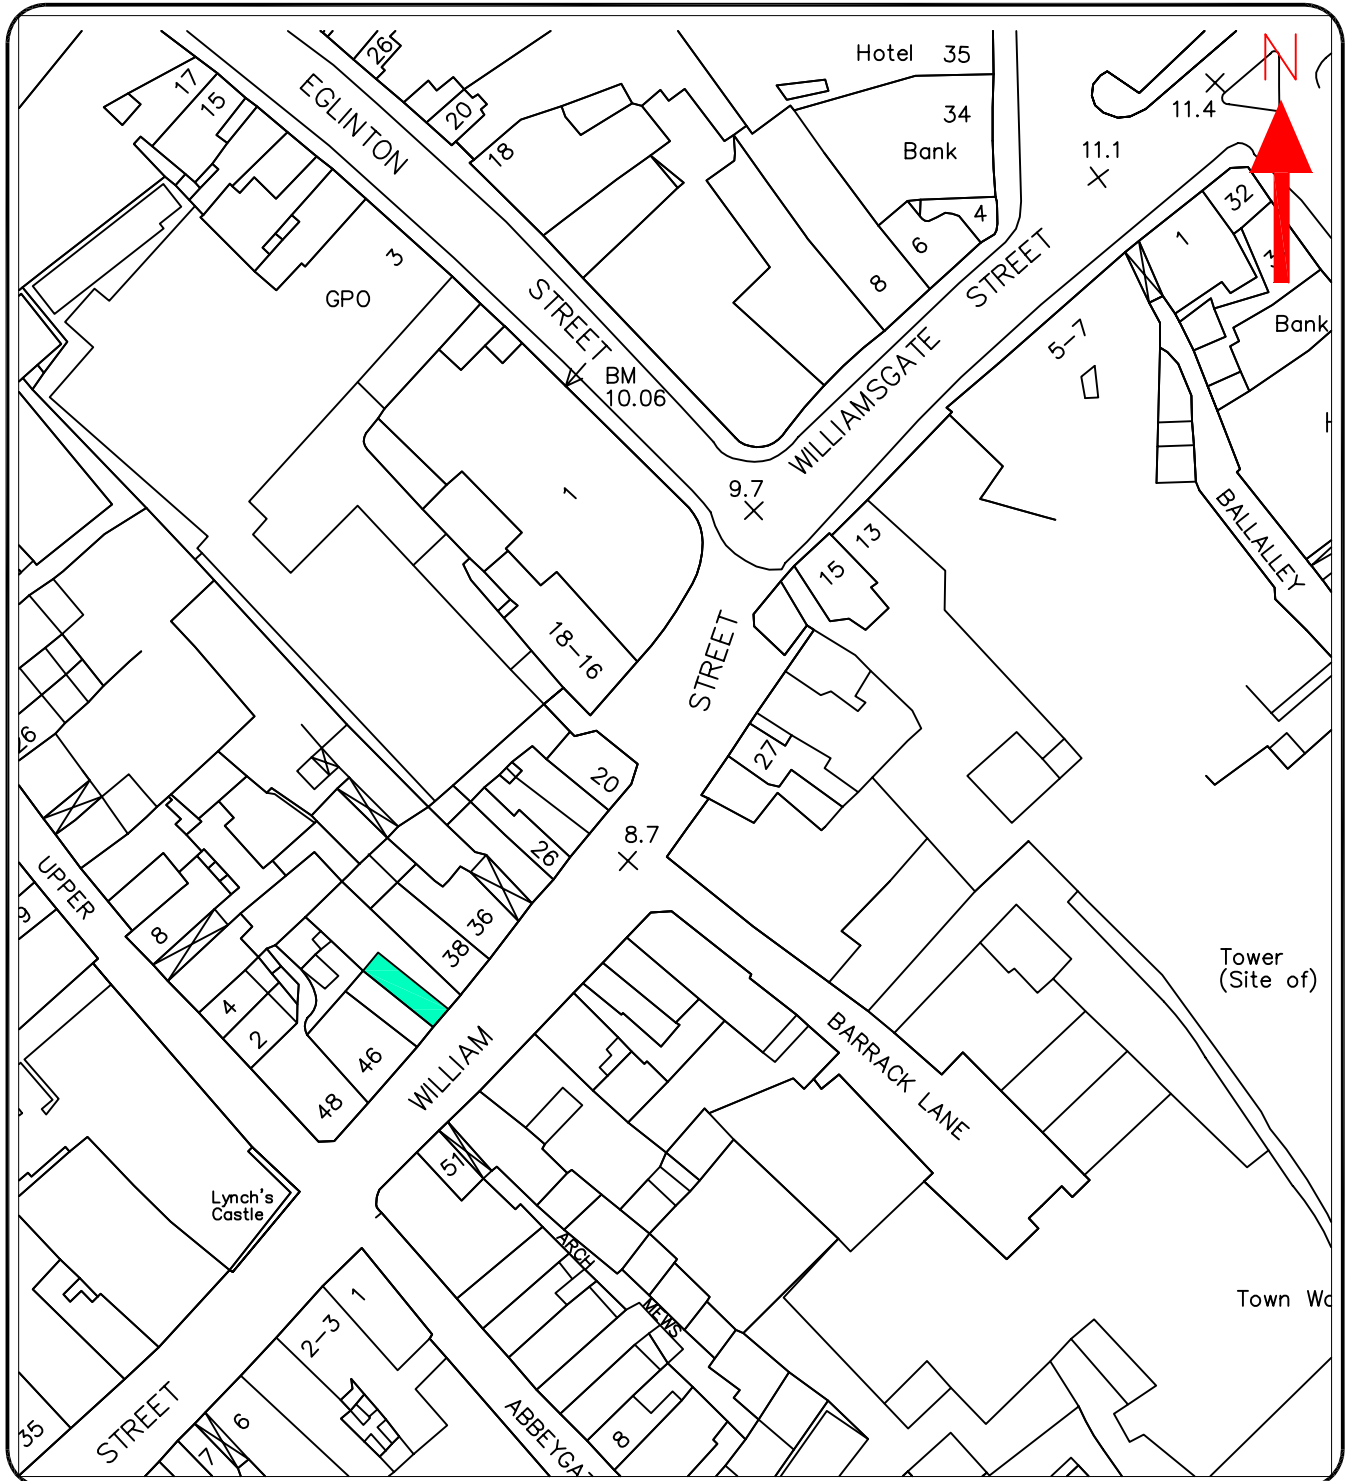 Hotel 35
N
26
17
15
EGLINTON
20
18
34
Bank
11.4
11.1
32
4
6
8
1
3
GPO
STREET
STREET
BM
10.06
WILLIAMSGATE
5-7
Bank
9.7
1
13
15
BALLALLEY
18-16
STREET
27
20
8.7
26
UPPER
36
38
8
4
2
46
48
WILLIAM
BARRACK LANE
Tower
(Site of)
51
Lynch's
Castle
ARCH
MEWS
Town
1
2-3
6
7
8
35
STREET